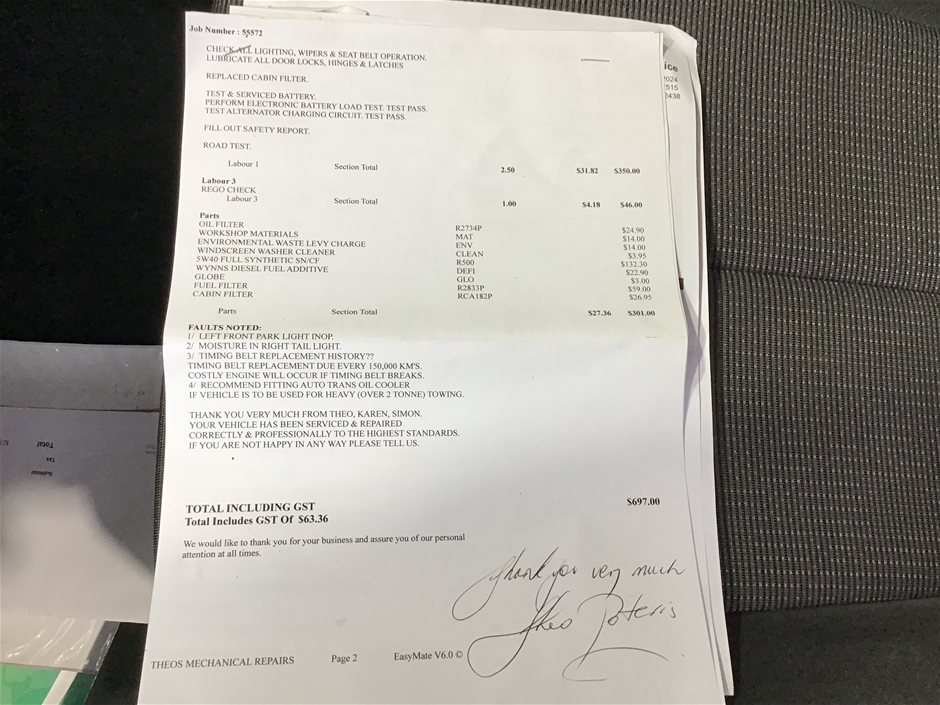 Job Number : 55572
CHECK ALL LIGHTING, WIPERS & SEAT BELT OPERATION.
LUBRICATE ALL DOOR LOCKS, HINGES & LATCHES
REPLACED CABIN FILTER.
TEST & SERVICED BATTERY.
PERFORM ELECTRONIC BATTERY LOAD TEST. TEST PASS.
TEST ALTERNATOR CHARGING CIRCUIT. TEST PASS.
FILL OUT SAFETY REPORT.
ROAD TEST.
Labour 1 Section Total 2.50 $31.82 $350.00
Labour 3
REGO CHECK
Labour 3 Section Total 1.00 $4.18 $46.00
Parts
OIL FILTER R2734P $24.90
WORKSHOP MATERIALS MAT $14.00
ENVIRONMENTAL WASTE LEVY CHARGE ENV $14.00
WINDSCREEN WASHER CLEANER CLEAN $3.95
5W40 FULL SYNTHETIC SN/CF R500 $132.30
WYNNS DIESEL FUEL ADDITIVE DEF1 $22.90
GLOBE GLO $3.00
FUEL FILTER R2833P $59.00
CABIN FILTER RCA182P $26.95
Parts Section Total $27.36 $301.00
FAULTS NOTED:
1/ LEFT FRONT PARK LIGHT INOP.
2/ MOISTURE IN RIGHT TAIL LIGHT.
3/ TIMING BELT REPLACEMENT HISTORY??
TIMING BELT REPLACEMENT DUE EVERY 150,000 KM'S.
COSTLY ENGINE WILL OCCUR IF TIMING BELT BREAKS.
4/ RECOMMEND FITTING AUTO TRANS OIL COOLER
IF VEHICLE IS TO BE USED FOR HEAVY (OVER 2 TONNE) TOWING.
THANK YOU VERY MUCH FROM THEO, KAREN, SIMON.
YOUR VEHICLE HAS BEEN SERVICED & REPAIRED
CORRECTLY & PROFESSIONALLY TO THE HIGHEST STANDARDS.
IF YOU ARE NOT HAPPY IN ANY WAY PLEASE TELL US.
TOTAL INCLUDING GST $697.00
Total Includes GST Of $63.36
We would like to thank you for your business and assure you of our personal
attention at all times.
Thank you very much
Theo Poteris
THEOS MECHANICAL REPAIRS Page 2 EasyMate V6.0 ©
ice
2024
515
2438
Total
Tax
Subtotal